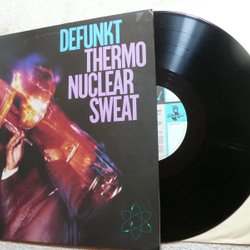 DEFUNKT
THERMO
NUCLEAR
SWEAT